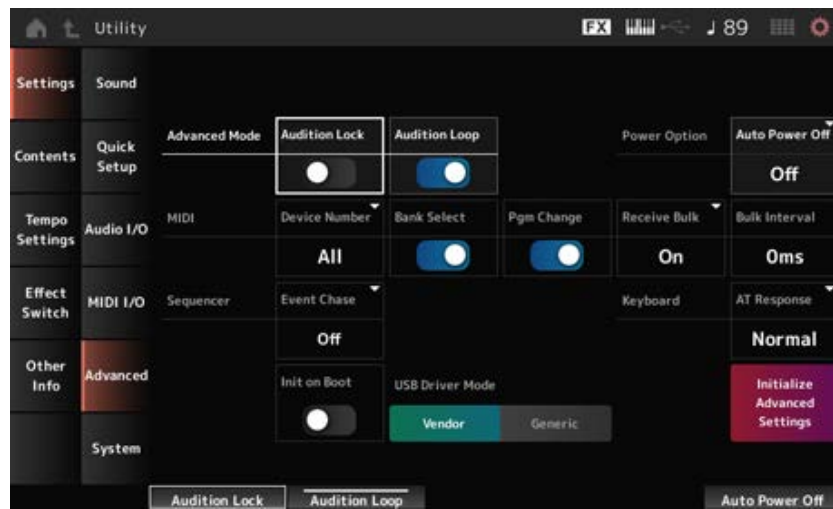 Utility
FX
♩ 89
Settings
Sound
Contents
Quick
Setup
Tempo
Settings
Audio I/O
Effect
Switch
MIDI I/O
Other
Info
Advanced
System
Advanced Mode
Audition Lock
Audition Loop
Power Option
Auto Power Off
Off
MIDI
Device Number
Bank Select
Pgm Change
Receive Bulk
Bulk Interval
All
On
0ms
Sequencer
Event Chase
Keyboard
AT Response
Off
Normal
Init on Boot
USB Driver Mode
Vendor
Generic
Initialize
Advanced
Settings
Audition Lock
Audition Loop
Auto Power Off